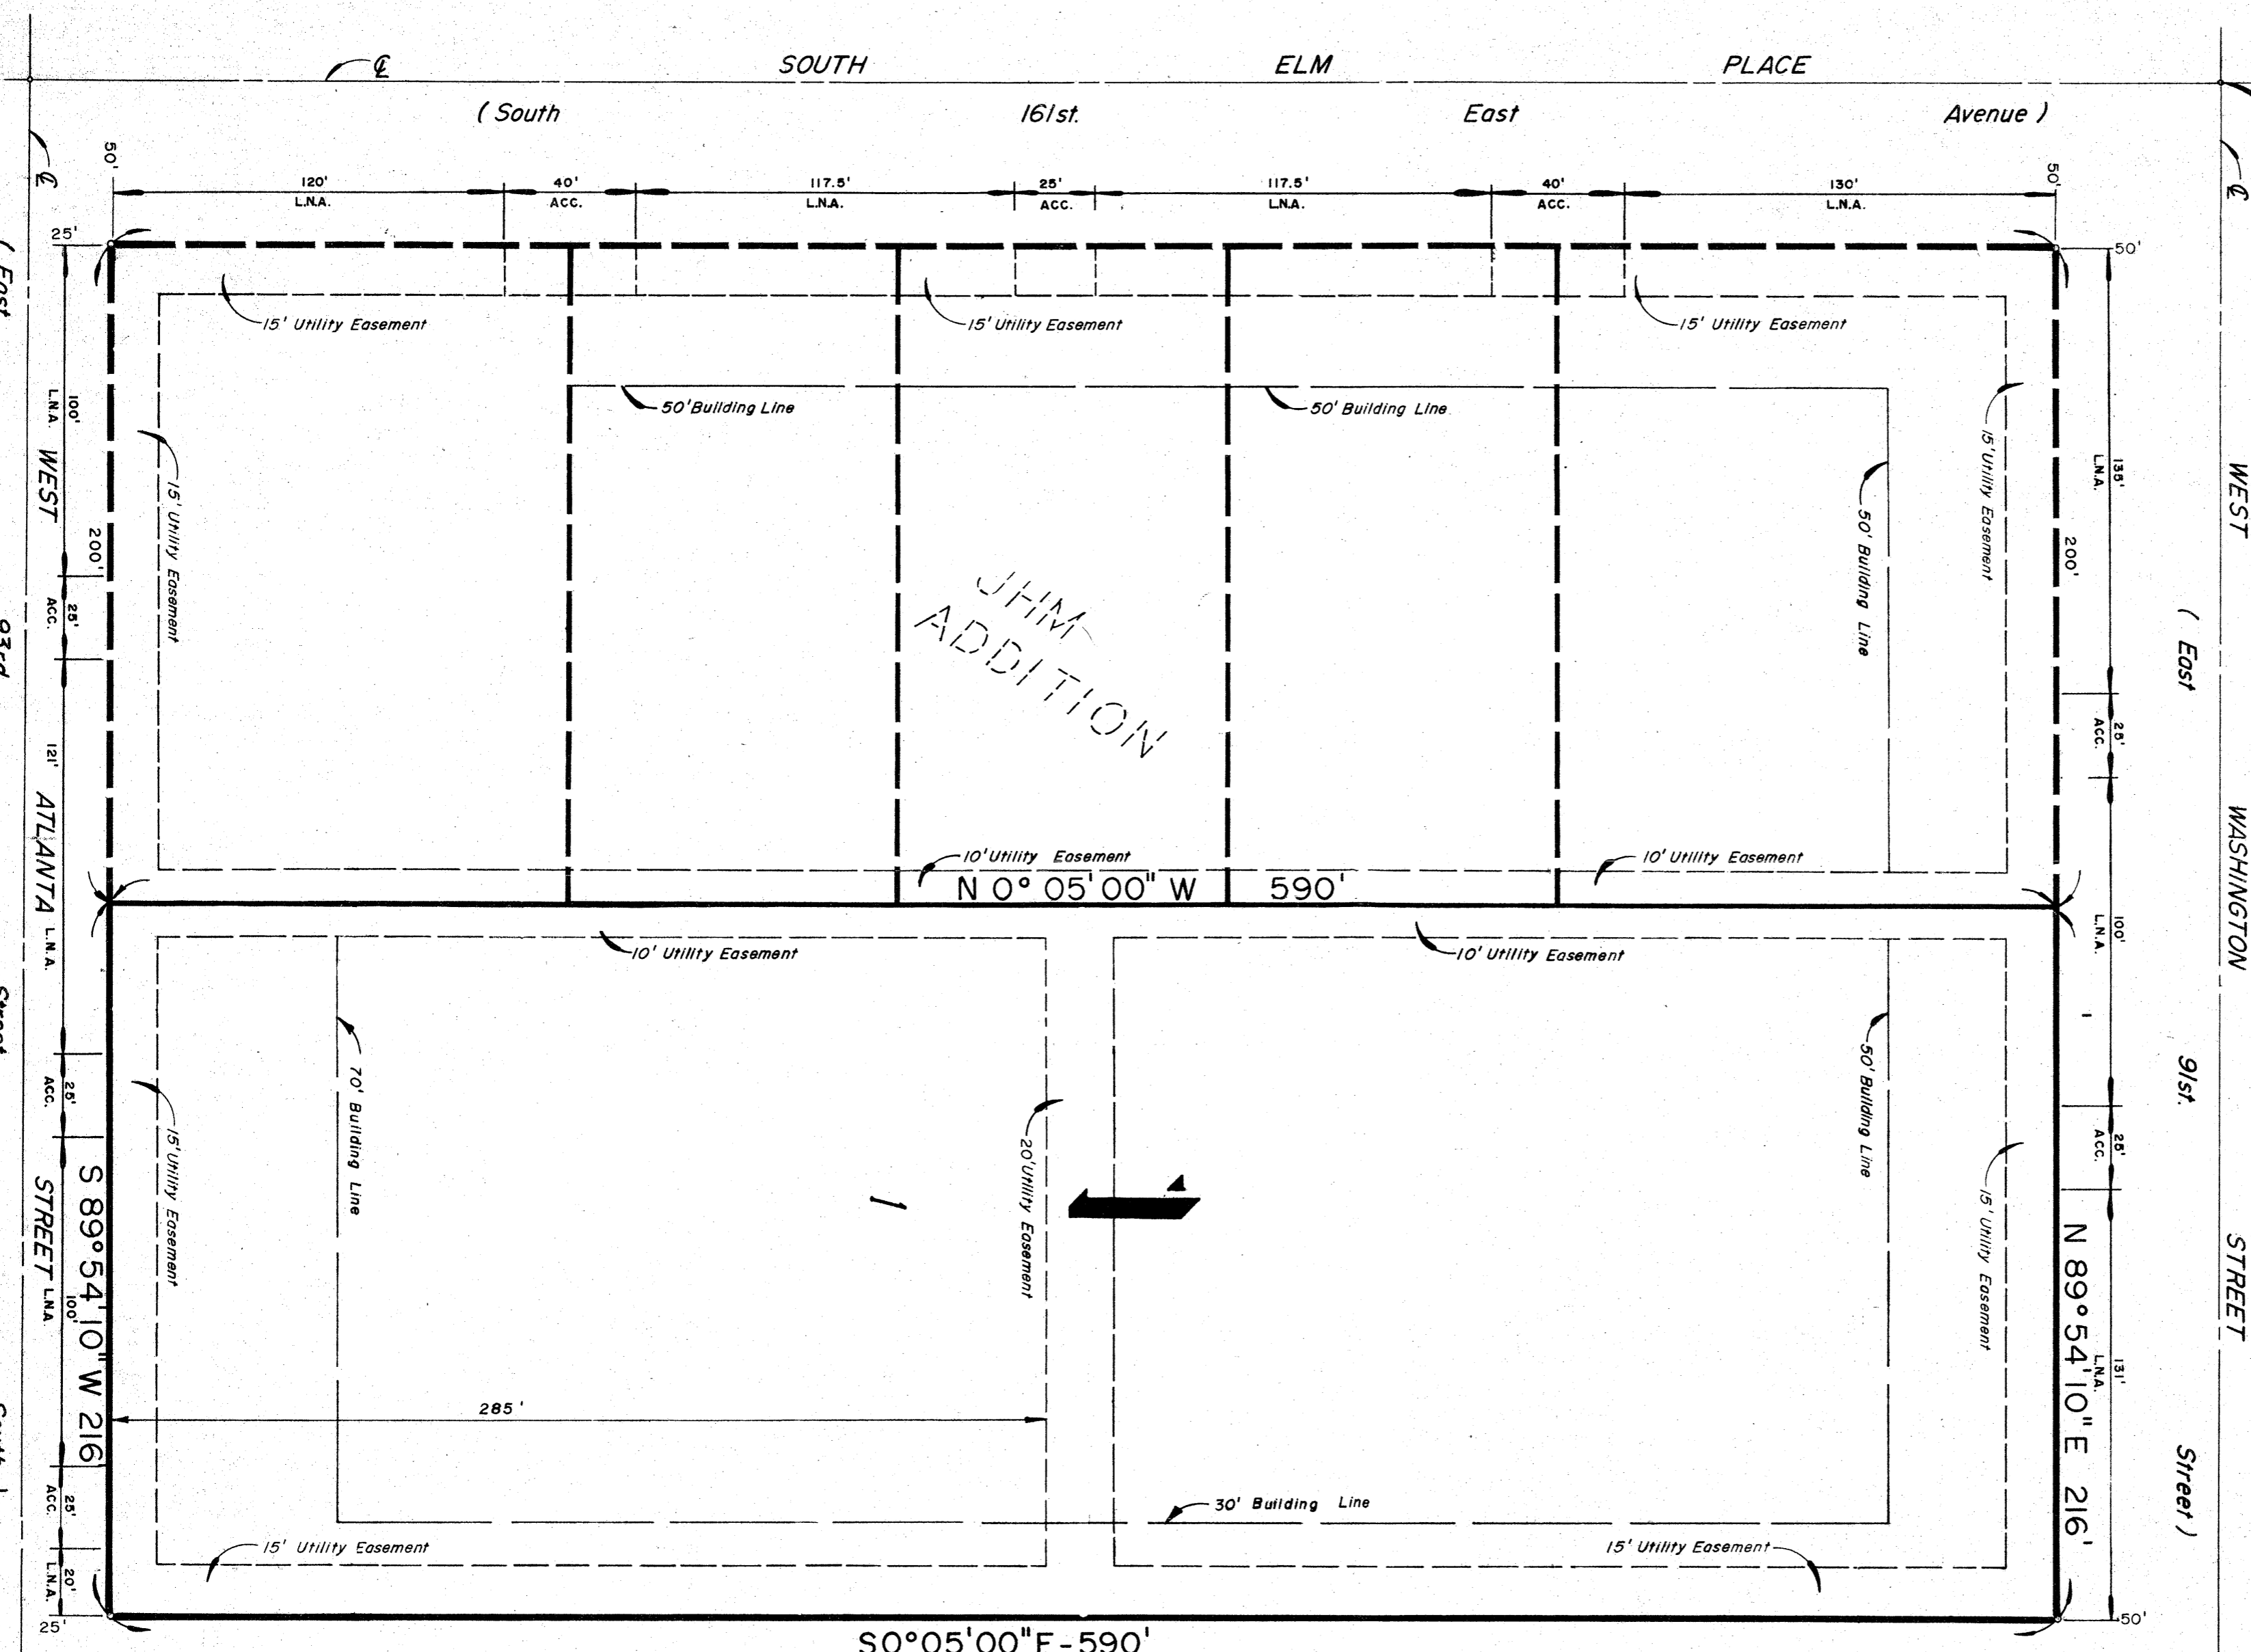 ℄ SOUTH ELM PLACE
( South 161st. East Avenue )
50'
120' 40' 117.5' 25' 117.5' 40' 130'
L.N.A. ACC. L.N.A. ACC. L.N.A. ACC. L.N.A.
50'
℄
℄
25'
50'
15' Utility Easement
15' Utility Easement
15' Utility Easement
50' Building Line
50' Building Line
15' Utility Easement
50' Building Line
15' Utility Easement
JHM
ADDITION
10' Utility Easement
10' Utility Easement
N 0° 05' 00" W 590'
10' Utility Easement
10' Utility Easement
70' Building Line
15' Utility Easement
20' Utility Easement
50' Building Line
15' Utility Easement
1
285'
30' Building Line
15' Utility Easement
15' Utility Easement
25'
50'
S 0° 05' 00" E - 590'
WEST ATLANTA STREET
( East 93rd Street
100'
L.N.A.
200'
25'
ACC.
121'
L.N.A.
25'
ACC.
S 89° 54' 10" W 216'
100'
L.N.A.
25'
ACC.
20'
L.N.A.
135'
L.N.A.
200'
25'
ACC.
100'
L.N.A.
25'
ACC.
131'
L.N.A.
N 89° 54' 10" E 216'
WEST WASHINGTON STREET
( East 91st. Street )